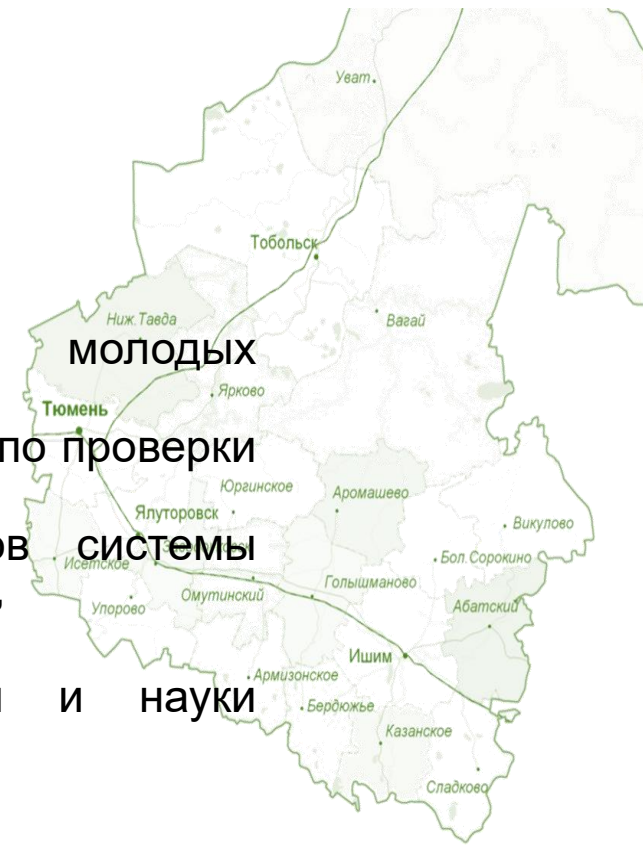 Уват
Тобольск
Ниж.Тавда
Вагай
молодых
Ярково
Тюмень
по проверки
Юргинское
Аромашево
Ялуторовск
Викулово
ов системы
Исетское
Бол.Сорокино
Голышманово
Омутинский
Упорово
Абатский
,
Ишим
Армизонское
и науки
Бердюжье
Казанское
Сладково